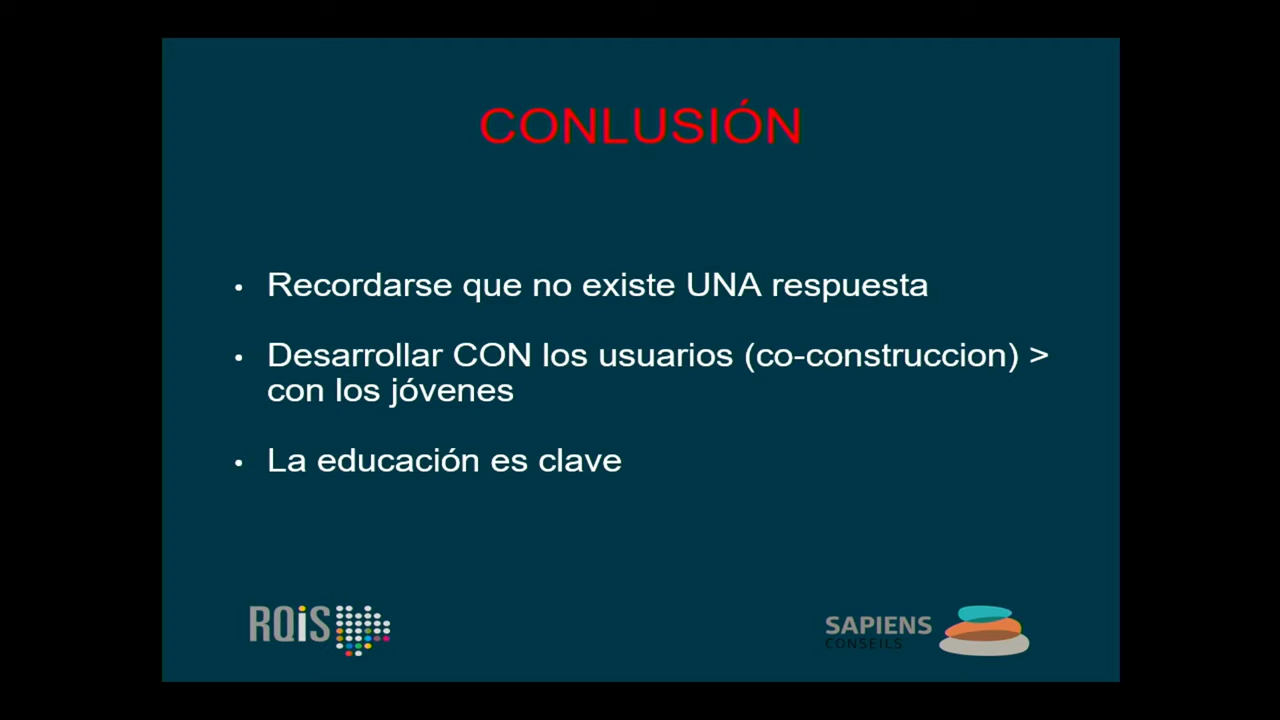 CONLUSIÓN
• Recordarse que no existe UNA respuesta
• Desarrollar CON los usuarios (co-construccion) >
con los jóvenes
• La educación es clave
RQiS
SAPIENS
CONSEILS